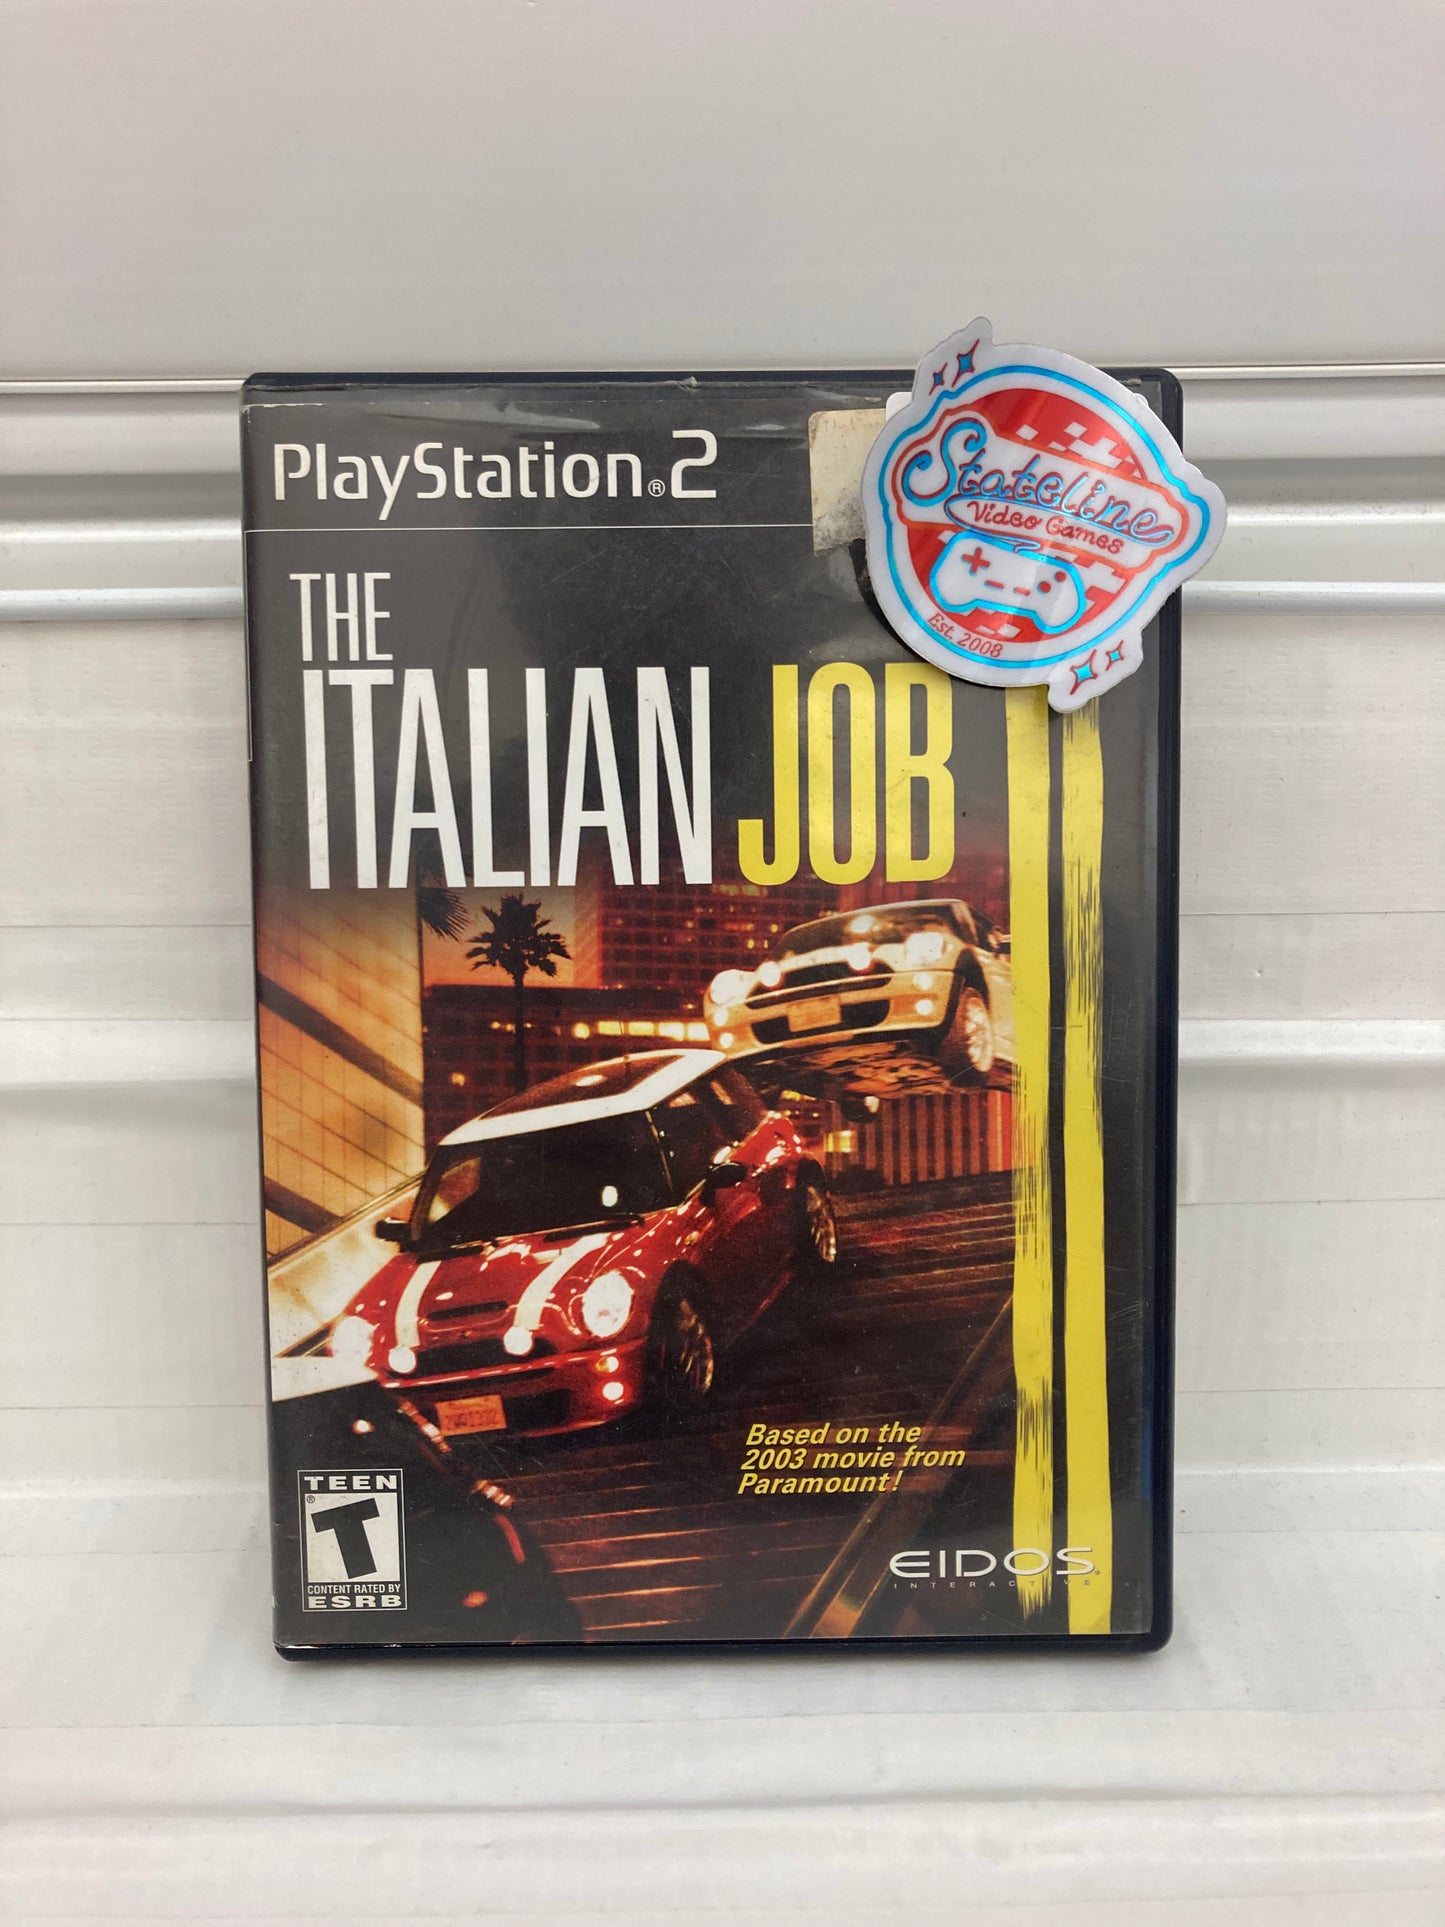 PlayStation®2
Stateline
Video Games
Est. 2008
THE
ITALIAN JOB
Based on the
2003 movie from
Paramount!
TEEN
®
T
CONTENT RATED BY
ESRB
EIDOS®
INTERACTIVE